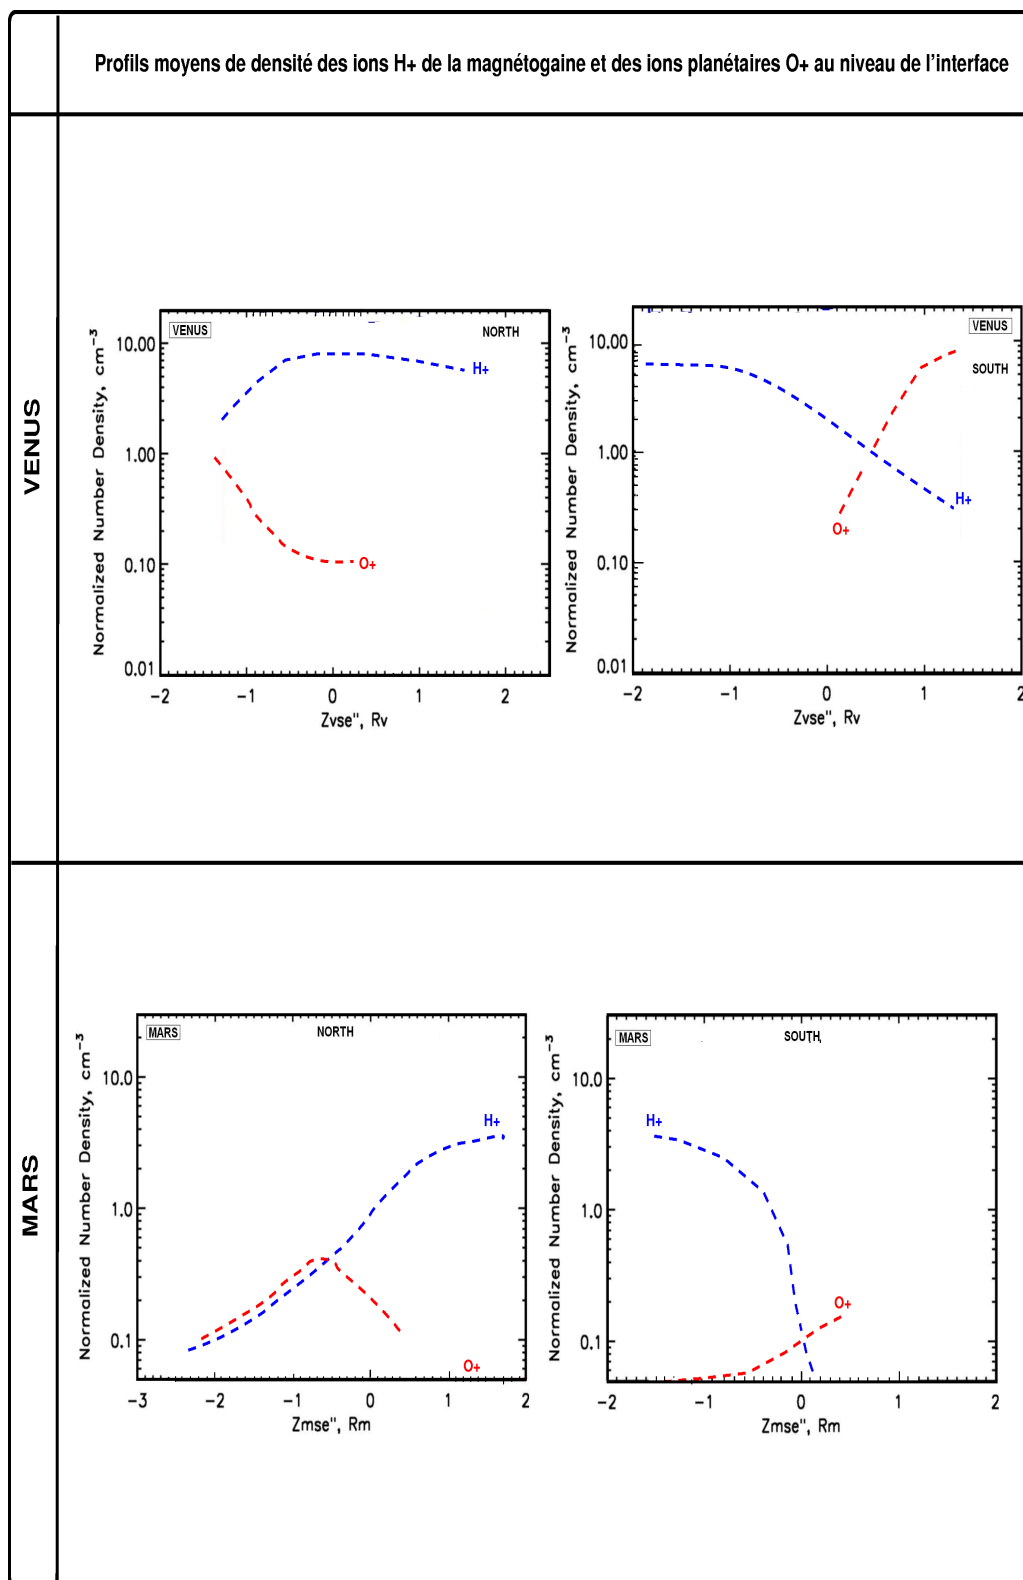 Profils moyens de densité des ions H+ de la magnétogaine et des ions planétaires O+ au niveau de l'interface
VENUS
Normalized Number Density, cm⁻³
10.00
1.00
0.10
0.01
VENUS
NORTH
H+
O+
−2 −1 0 1 2
Zvse", Rv
Normalized Number Density, cm⁻³
10.00
1.00
0.10
0.01
VENUS
SOUTH
H+
O+
−2 −1 0 1 2
Zvse", Rv
MARS
Normalized Number Density, cm⁻³
10.0
1.0
0.1
MARS
NORTH
H+
O+
−3 −2 −1 0 1 2
Zmse", Rm
Normalized Number Density, cm⁻³
10.0
1.0
0.1
MARS
SOUTH
H+
O+
−2 −1 0 1 2
Zmse", Rm